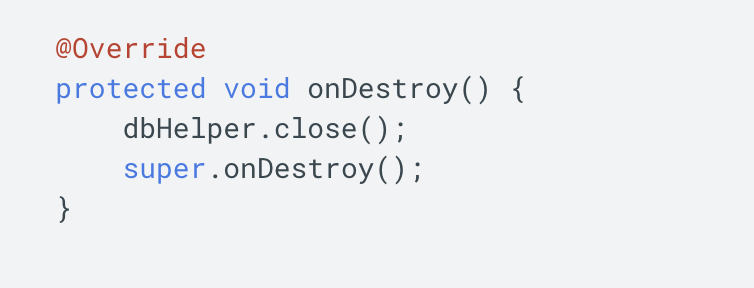 @Override
protected void onDestroy() {
    dbHelper.close();
    super.onDestroy();
}